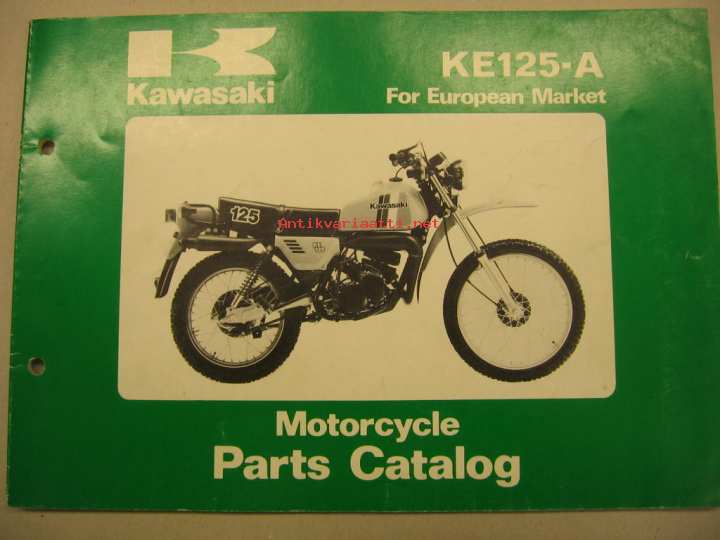 Kawasaki
KE125-A
For European Market
Kawasaki
125
Antikvariaatti.net
Motorcycle
Parts Catalog